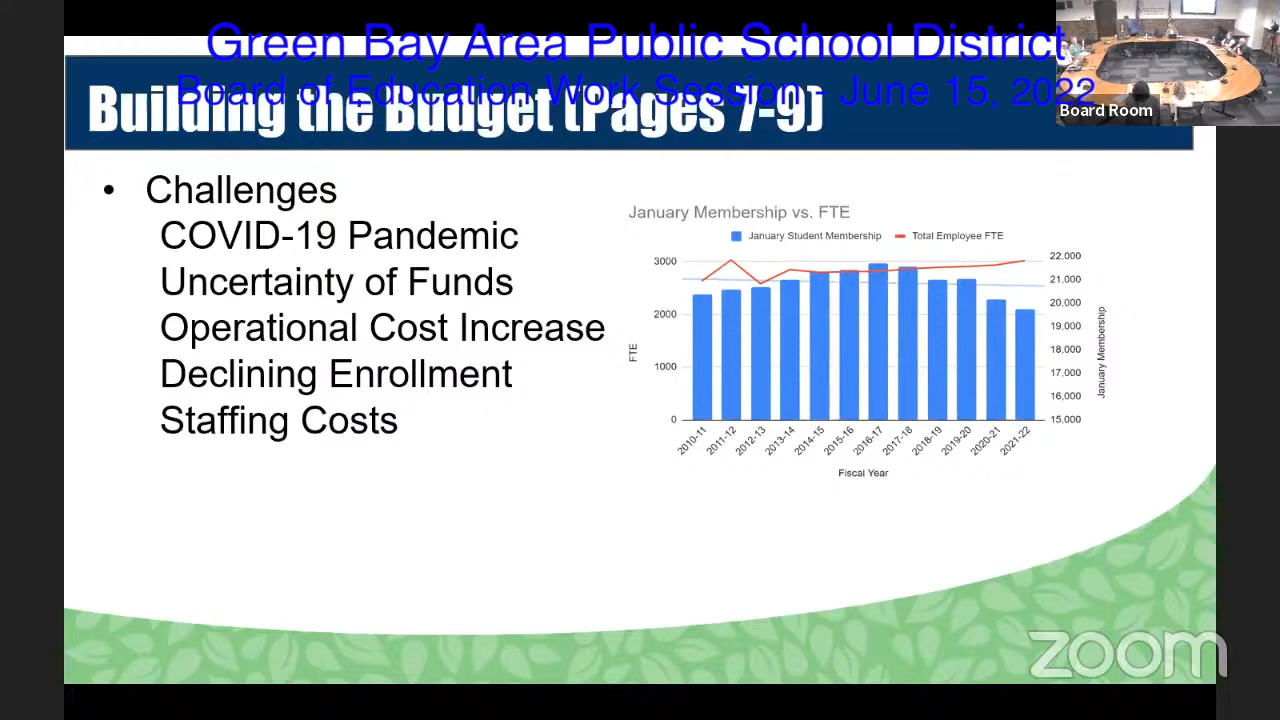 Green Bay Area Public School District
Board of Education Work Session - June 15, 2022
Board Room
Building the Budget (Pages 7-9)
• Challenges
COVID-19 Pandemic
Uncertainty of Funds
Operational Cost Increase
Declining Enrollment
Staffing Costs
January Membership vs. FTE
January Student Membership Total Employee FTE
3000
2000
1000
0
FTE
22,000
21,000
20,000
19,000
18,000
17,000
16,000
15,000
January Membership
2010-11 2011-12 2012-13 2013-14 2014-15 2015-16 2016-17 2017-18 2018-19 2019-20 2020-21 2021-22
Fiscal Year
zoom